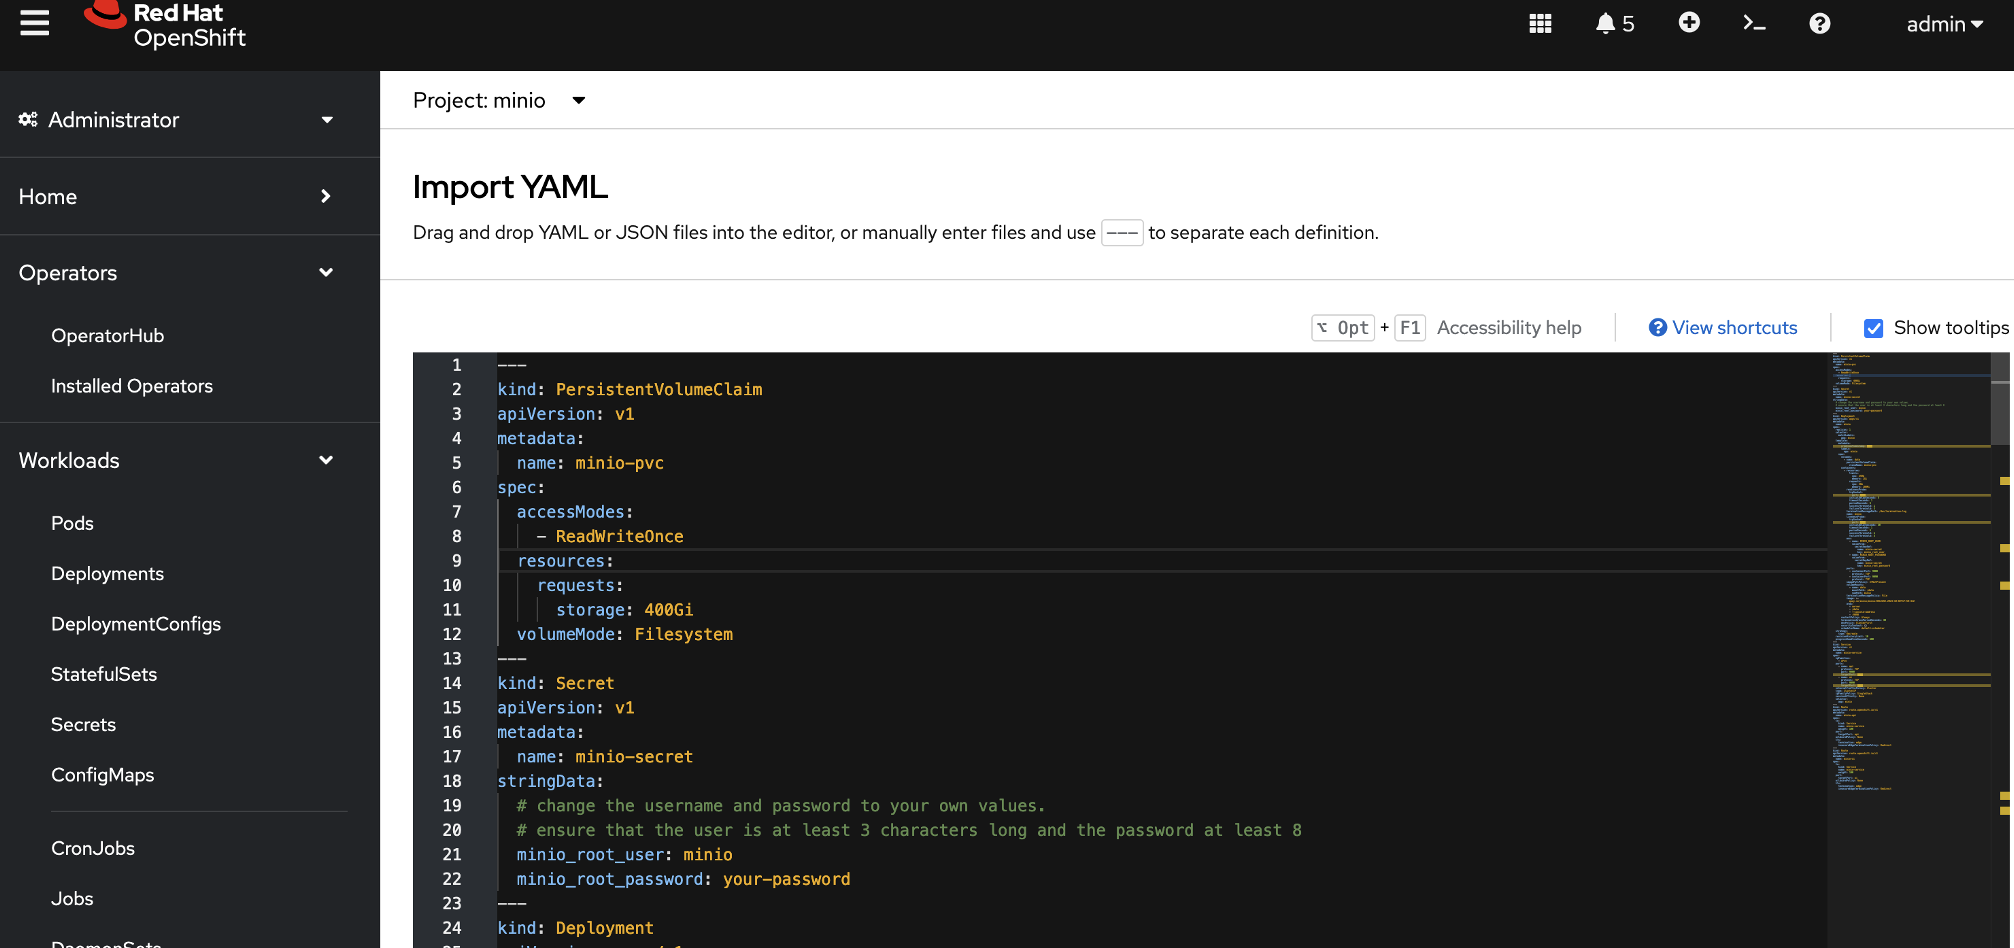 Red Hat
OpenShift
5
admin
Administrator
Home
Operators
OperatorHub
Installed Operators
Workloads
Pods
Deployments
DeploymentConfigs
StatefulSets
Secrets
ConfigMaps
CronJobs
Jobs
DaemonSets
Project: minio
Import YAML
Drag and drop YAML or JSON files into the editor, or manually enter files and use --- to separate each definition.
⌥ Opt + F1 Accessibility help
View shortcuts
Show tooltips
1 ---
2 kind: PersistentVolumeClaim
3 apiVersion: v1
4 metadata:
5 name: minio-pvc
6 spec:
7 accessModes:
8 - ReadWriteOnce
9 resources:
10 requests:
11 storage: 400Gi
12 volumeMode: Filesystem
13 ---
14 kind: Secret
15 apiVersion: v1
16 metadata:
17 name: minio-secret
18 stringData:
19 # change the username and password to your own values.
20 # ensure that the user is at least 3 characters long and the password at least 8
21 minio_root_user: minio
22 minio_root_password: your-password
23 ---
24 kind: Deployment